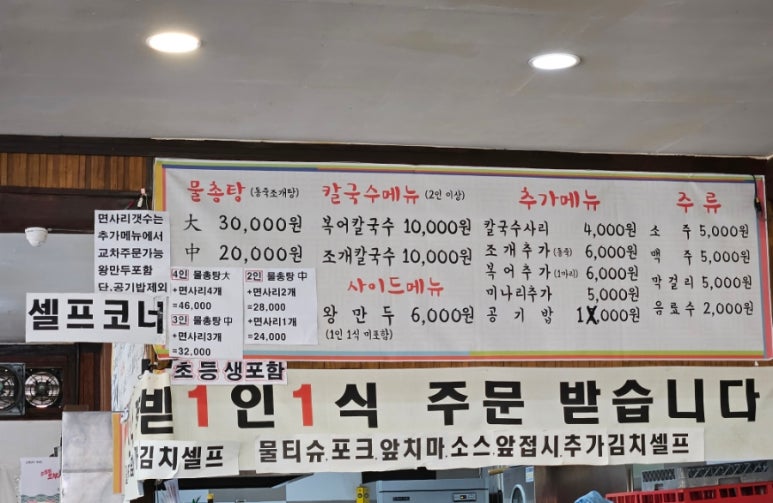 물총탕 (동죽조개탕)
大 30,000원
中 20,000원
칼국수메뉴 (2인 이상)
복어칼국수 10,000원
조개칼국수 10,000원
사이드메뉴
왕만두 6,000원
(1인 1식 미포함)
추가메뉴
칼국수사리 4,000원
조개추가 (동죽) 6,000원
복어추가 (1마리) 6,000원
미나리추가 5,000원
공기밥 1,000원
주류
소주 5,000원
맥주 5,000원
막걸리 5,000원
음료수 2,000원
면사리갯수는
추가메뉴에서
교차주문가능
왕만두포함
단.공기밥제외
4인 물총탕大
+면사리4개
=46,000
3인 물총탕中
+면사리3개
=32,000
2인 물총탕中
+면사리2개
=28,000
+면사리1개
=24,000
셀프코너
초등생포함
1인1식 주문 받습니다
김치셀프
물티슈.포크.앞치마.소스.앞접시.추가김치셀프